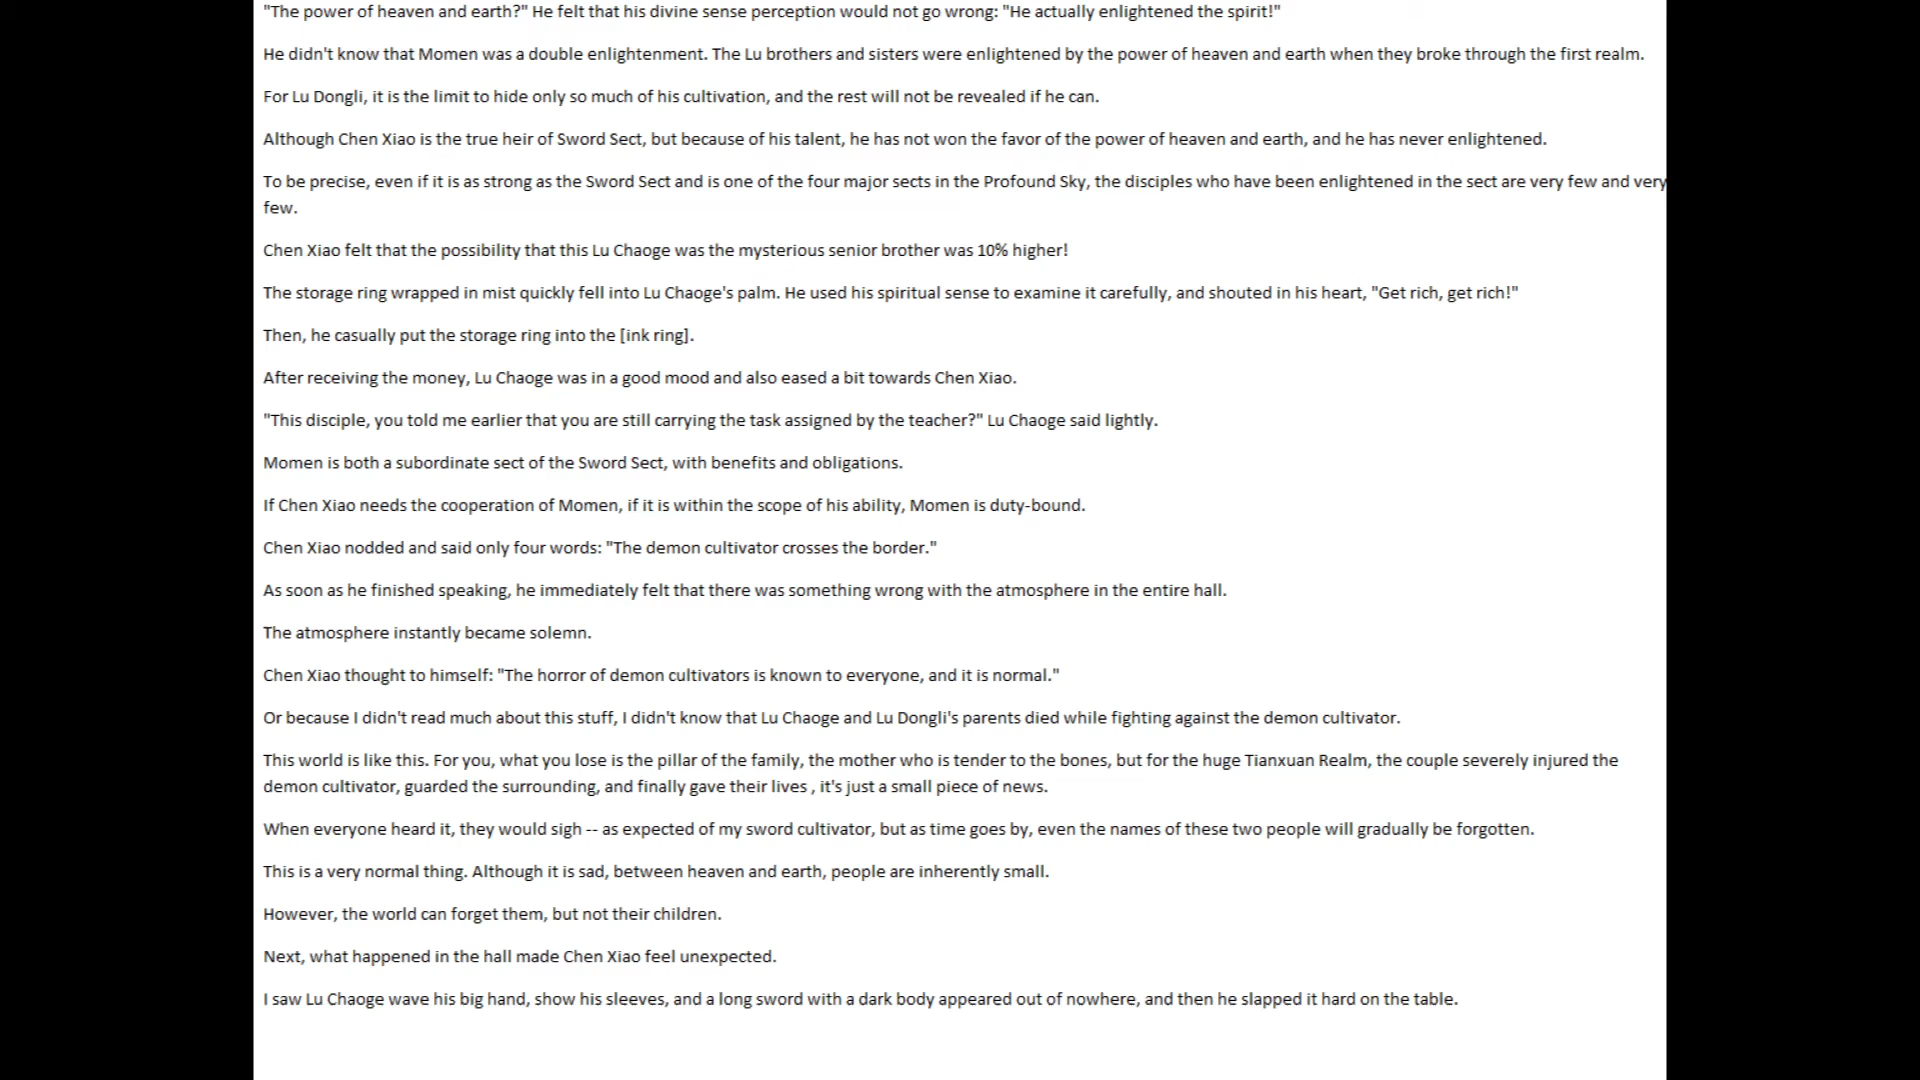 "The power of heaven and earth?" He felt that his divine sense perception would not go wrong: "He actually enlightened the spirit!"
He didn't know that Momen was a double enlightenment. The Lu brothers and sisters were enlightened by the power of heaven and earth when they broke through the first realm.
For Lu Dongli, it is the limit to hide only so much of his cultivation, and the rest will not be revealed if he can.
Although Chen Xiao is the true heir of Sword Sect, but because of his talent, he has not won the favor of the power of heaven and earth, and he has never enlightened.
To be precise, even if it is as strong as the Sword Sect and is one of the four major sects in the Profound Sky, the disciples who have been enlightened in the sect are very few and very
few.
Chen Xiao felt that the possibility that this Lu Chaoge was the mysterious senior brother was 10% higher!
The storage ring wrapped in mist quickly fell into Lu Chaoge's palm. He used his spiritual sense to examine it carefully, and shouted in his heart, "Get rich, get rich!"
Then, he casually put the storage ring into the [ink ring].
After receiving the money, Lu Chaoge was in a good mood and also eased a bit towards Chen Xiao.
"This disciple, you told me earlier that you are still carrying the task assigned by the teacher?" Lu Chaoge said lightly.
Momen is both a subordinate sect of the Sword Sect, with benefits and obligations.
If Chen Xiao needs the cooperation of Momen, if it is within the scope of his ability, Momen is duty-bound.
Chen Xiao nodded and said only four words: "The demon cultivator crosses the border."
As soon as he finished speaking, he immediately felt that there was something wrong with the atmosphere in the entire hall.
The atmosphere instantly became solemn.
Chen Xiao thought to himself: "The horror of demon cultivators is known to everyone, and it is normal."
Or because I didn't read much about this stuff, I didn't know that Lu Chaoge and Lu Dongli's parents died while fighting against the demon cultivator.
This world is like this. For you, what you lose is the pillar of the family, the mother who is tender to the bones, but for the huge Tianxuan Realm, the couple severely injured the
demon cultivator, guarded the surrounding, and finally gave their lives , it's just a small piece of news.
When everyone heard it, they would sigh -- as expected of my sword cultivator, but as time goes by, even the names of these two people will gradually be forgotten.
This is a very normal thing. Although it is sad, between heaven and earth, people are inherently small.
However, the world can forget them, but not their children.
Next, what happened in the hall made Chen Xiao feel unexpected.
I saw Lu Chaoge wave his big hand, show his sleeves, and a long sword with a dark body appeared out of nowhere, and then he slapped it hard on the table.